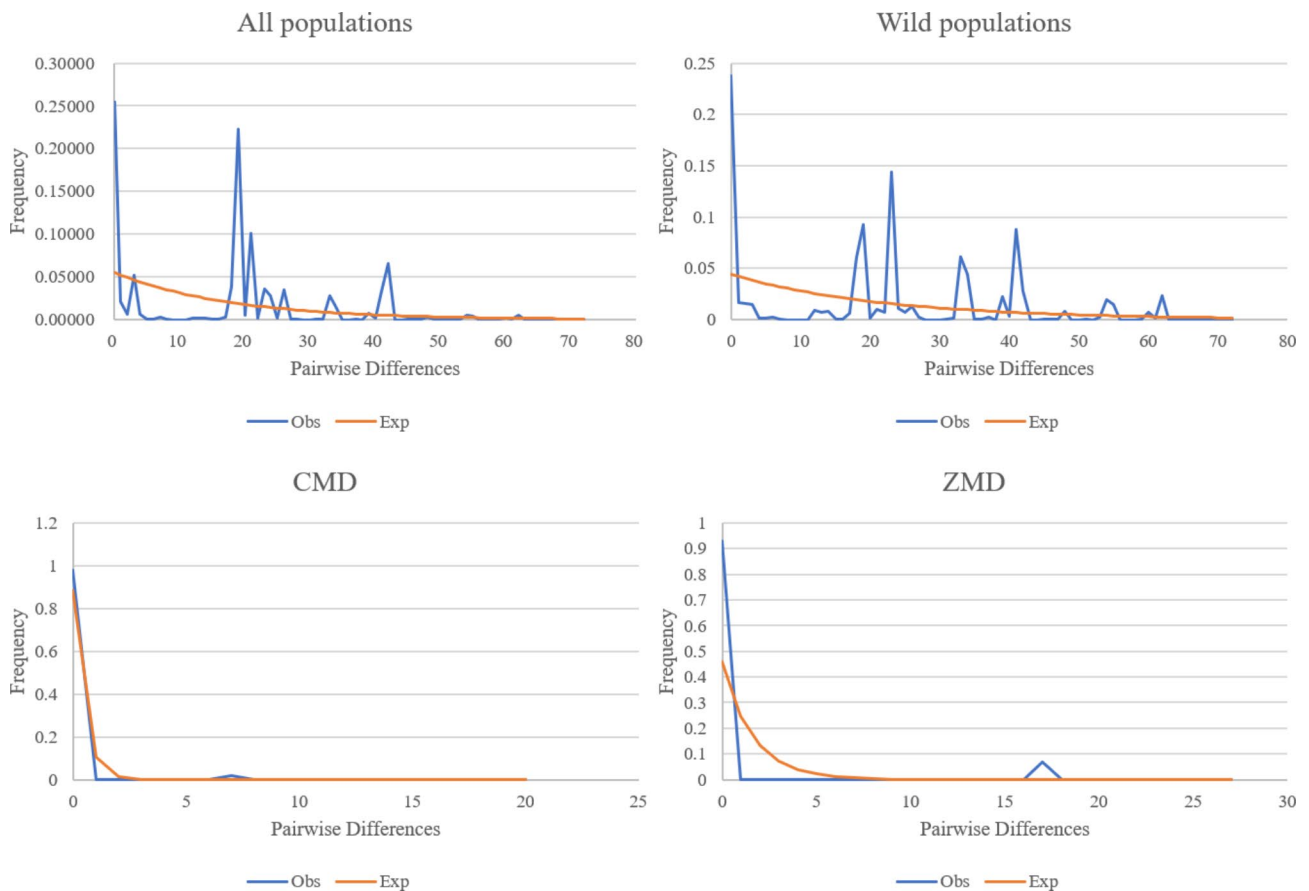 All populations
0.30000
0.25000
0.20000
0.15000
0.10000
0.05000
0.00000
Frequency
0 10 20 30 40 50 60 70 80
Pairwise Differences
Obs Exp
Wild populations
0.25
0.2
0.15
0.1
0.05
0
Frequency
0 10 20 30 40 50 60 70 80
Pairwise Differences
Obs Exp
CMD
1.2
1
0.8
0.6
0.4
0.2
0
Frequency
0 5 10 15 20 25
Pairwise Differences
Obs Exp
ZMD
1
0.9
0.8
0.7
0.6
0.5
0.4
0.3
0.2
0.1
0
Frequency
0 5 10 15 20 25 30
Pairwise Differences
Obs Exp